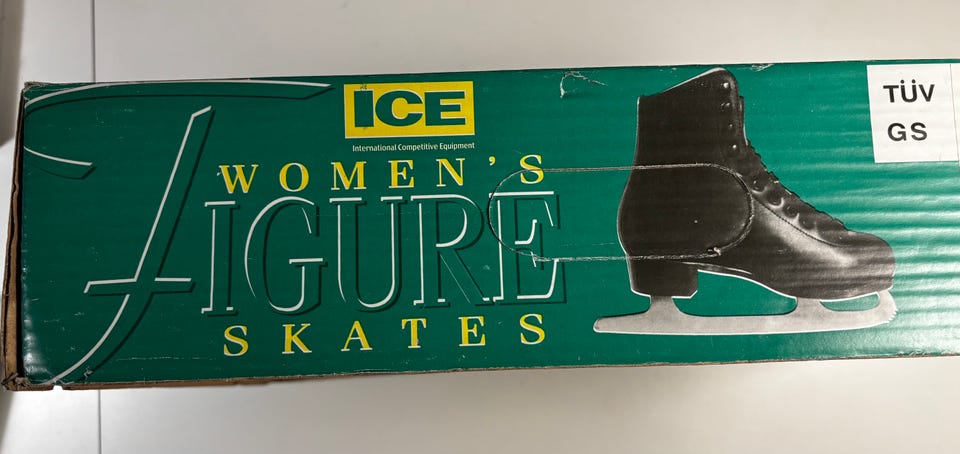 ICE
International Competitive Equipment
WOMEN'S
FIGURE
SKATES
TÜV
GS